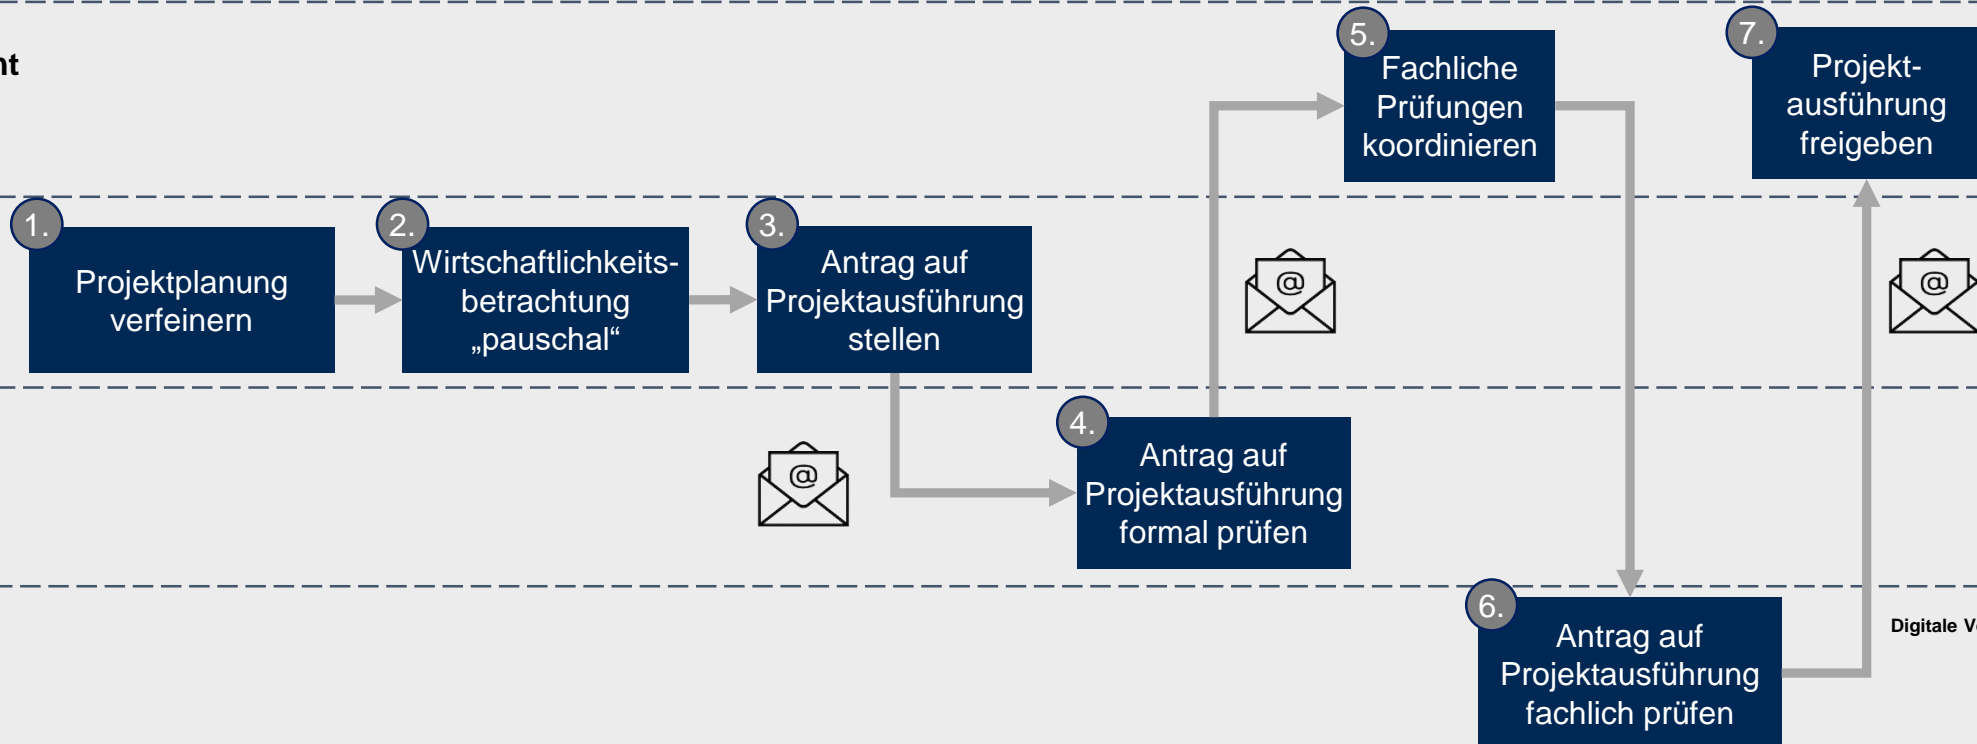 5.
Fachliche
Prüfungen
koordinieren
7.
Projekt-
ausführung
freigeben
1.
Projektplanung
verfeinern
2.
Wirtschaftlichkeits-
betrachtung
„pauschal“
3.
Antrag auf
Projektausführung
stellen
@
@
@
4.
Antrag auf
Projektausführung
formal prüfen
6.
Antrag auf
Projektausführung
fachlich prüfen
Digitale